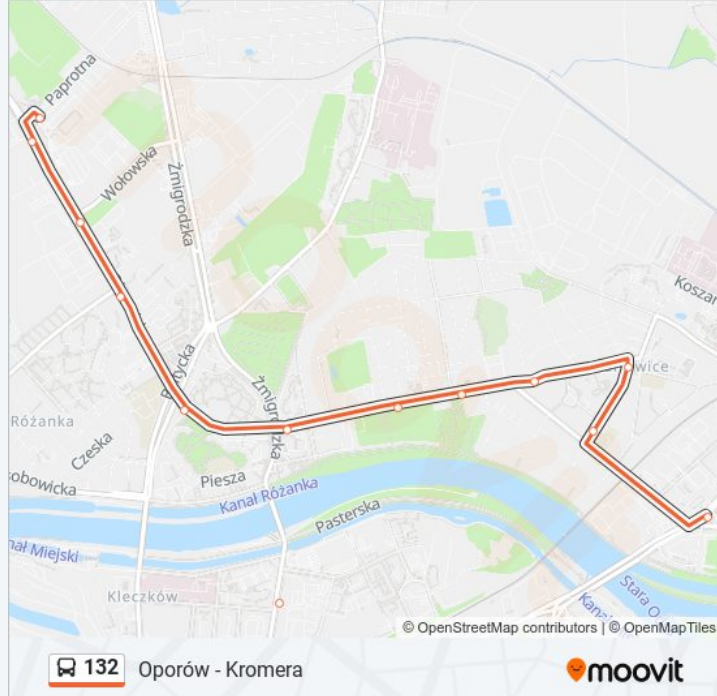 Paprotna
Wołowska
Żmigrodzka
Koszar
wice
Bałtycka
Żmigrodzka
Różanka
Czeska
obowicka
Piesza
Kanał Różanka
Pasterska
nał Miejski
Stara O
Kana
Kleczków
© OpenStreetMap contributors | © OpenMapTiles
132 Oporów - Kromera
moovit